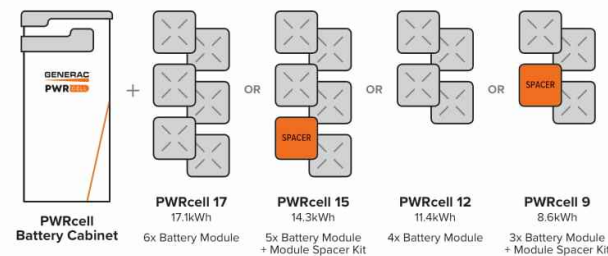 GENERAC
PWRCELL
OR
OR
OR
SPACER
SPACER
PWRcell
Battery Cabinet
PWRcell 17
17.1kWh
6x Battery Module
PWRcell 15
14.3kWh
5x Battery Module
+ Module Spacer Kit
PWRcell 12
11.4kWh
4x Battery Module
PWRcell 9
8.6kWh
3x Battery Module
+ Module Spacer Kit